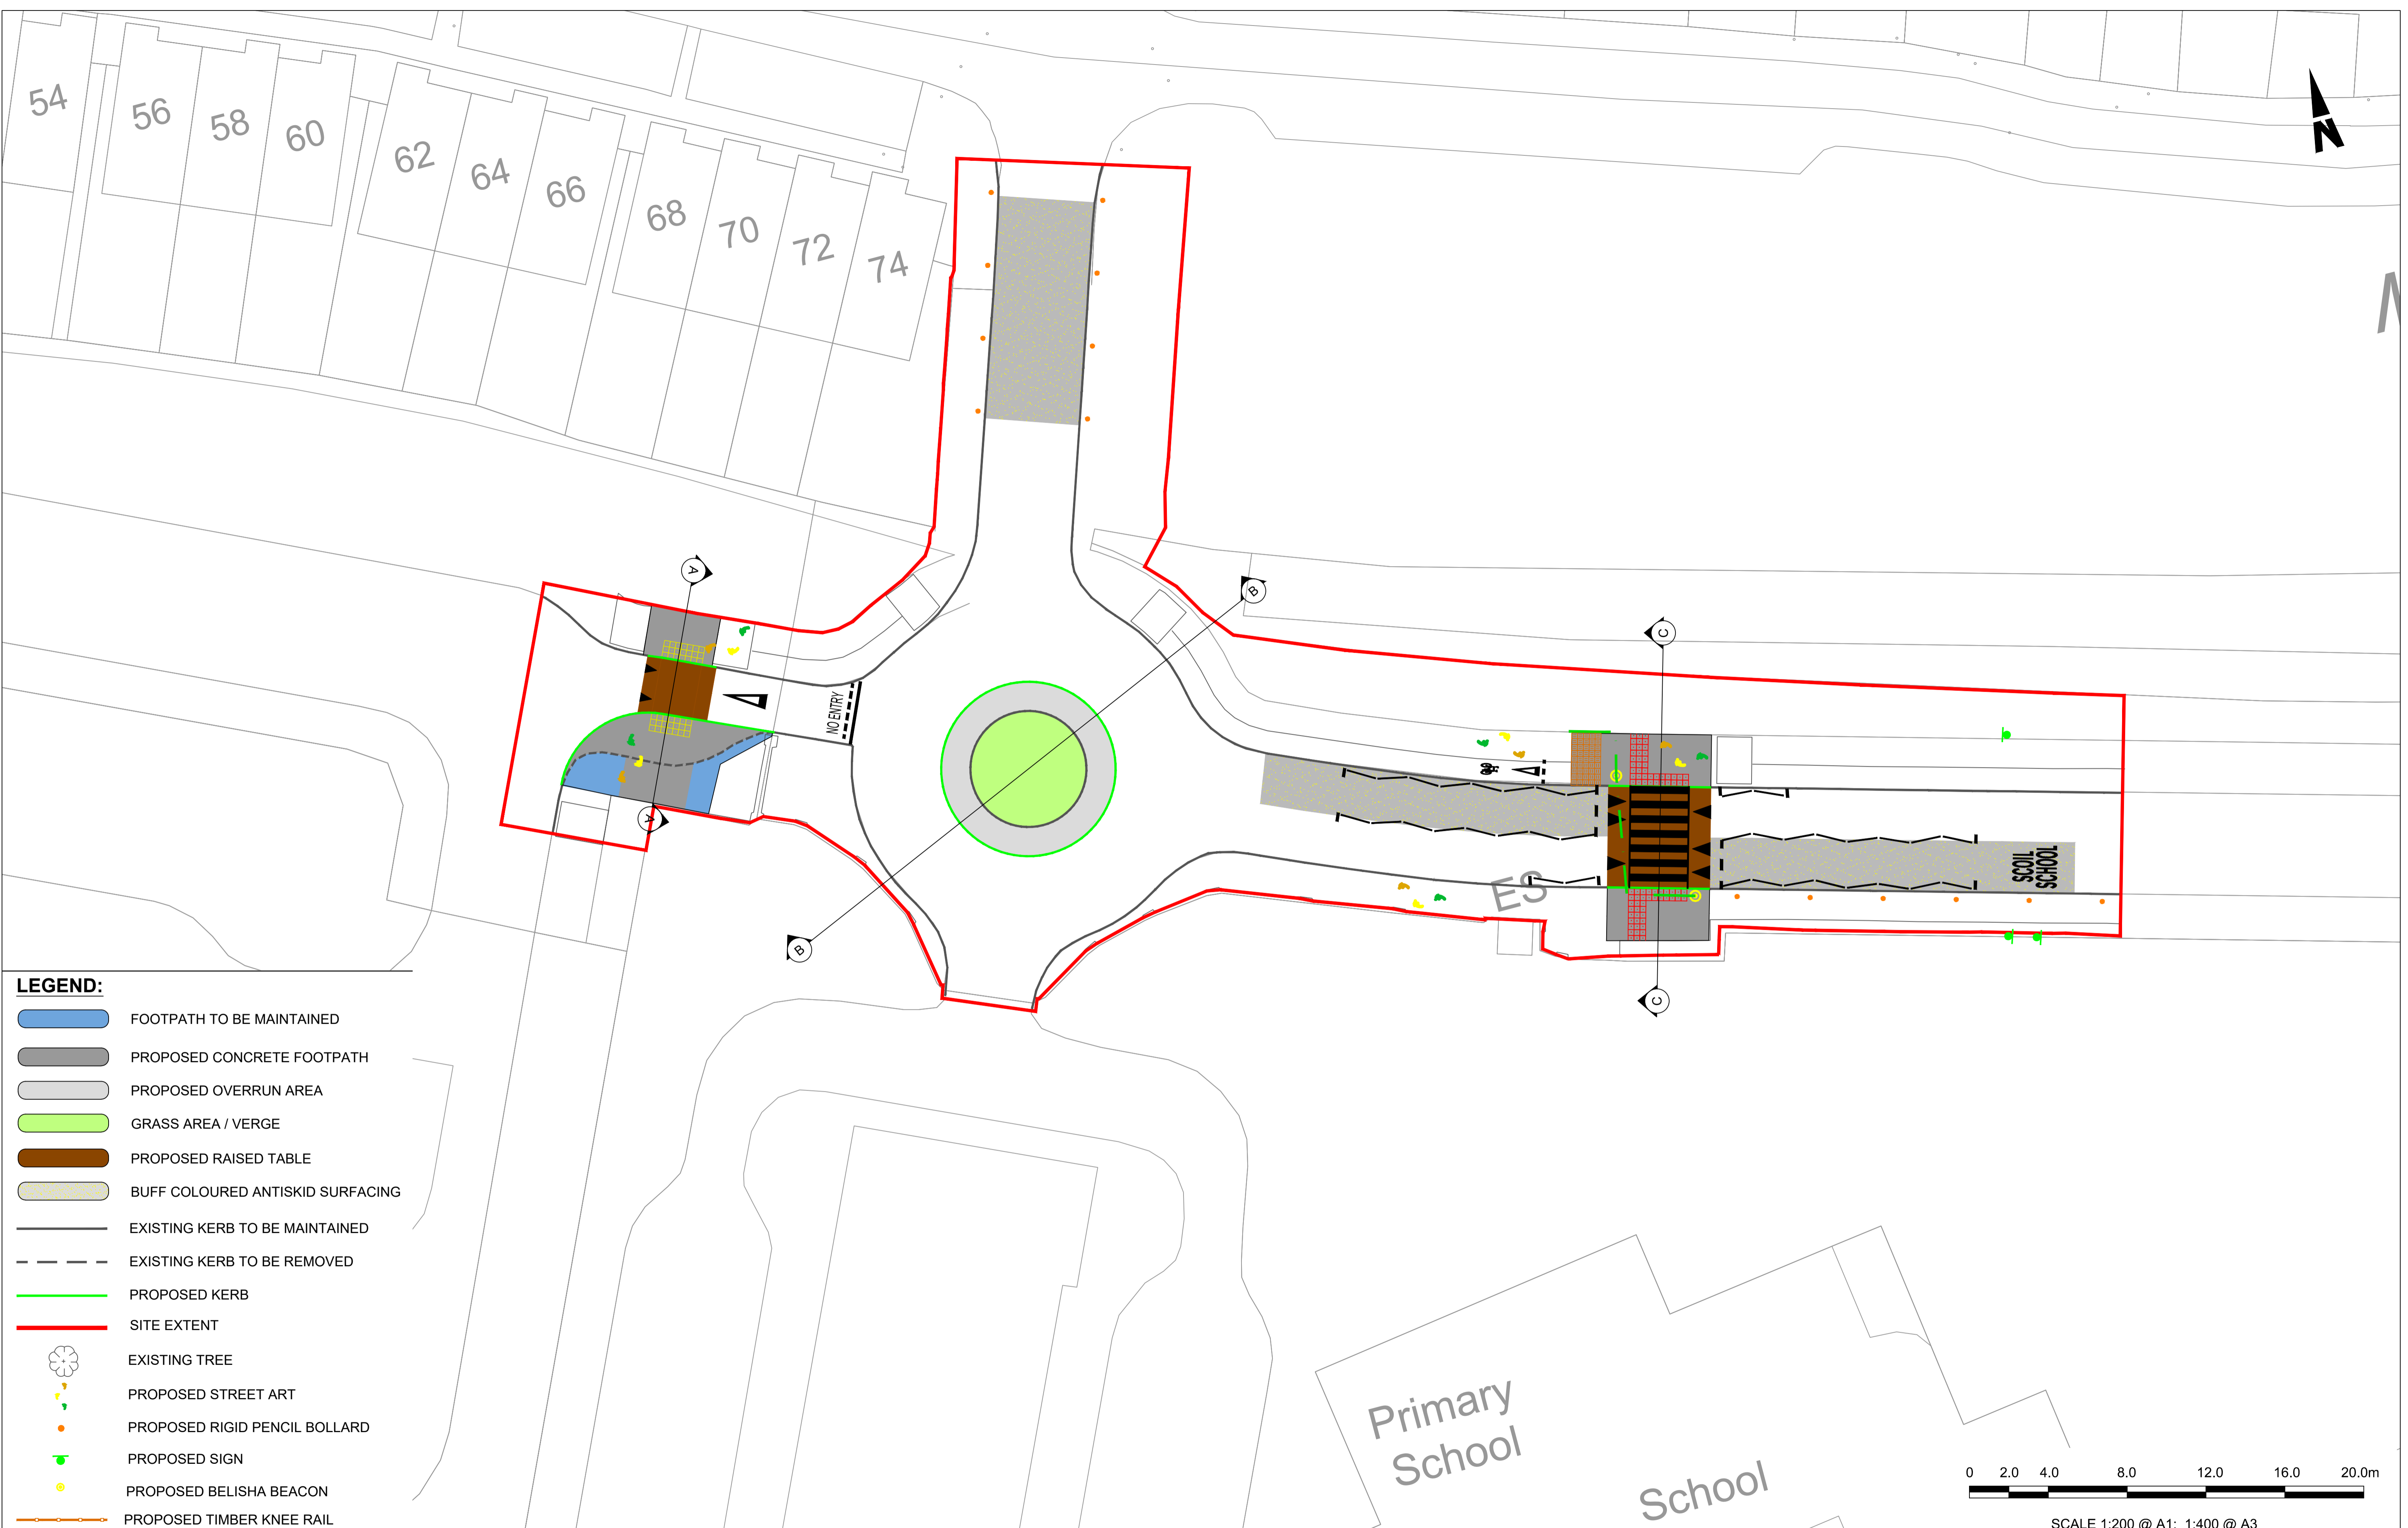 54
56
58
60
62
64
66
68
70
72
74
N
A
B
C
NO ENTRY
SCOIL
SCHOOL
ES
A
B
C
LEGEND:
FOOTPATH TO BE MAINTAINED
PROPOSED CONCRETE FOOTPATH
PROPOSED OVERRUN AREA
GRASS AREA / VERGE
PROPOSED RAISED TABLE
BUFF COLOURED ANTISKID SURFACING
EXISTING KERB TO BE MAINTAINED
EXISTING KERB TO BE REMOVED
PROPOSED KERB
SITE EXTENT
EXISTING TREE
PROPOSED STREET ART
PROPOSED RIGID PENCIL BOLLARD
PROPOSED SIGN
PROPOSED BELISHA BEACON
PROPOSED TIMBER KNEE RAIL
Primary
School
School
0 2.0 4.0 8.0 12.0 16.0 20.0m
SCALE 1:200 @ A1; 1:400 @ A3